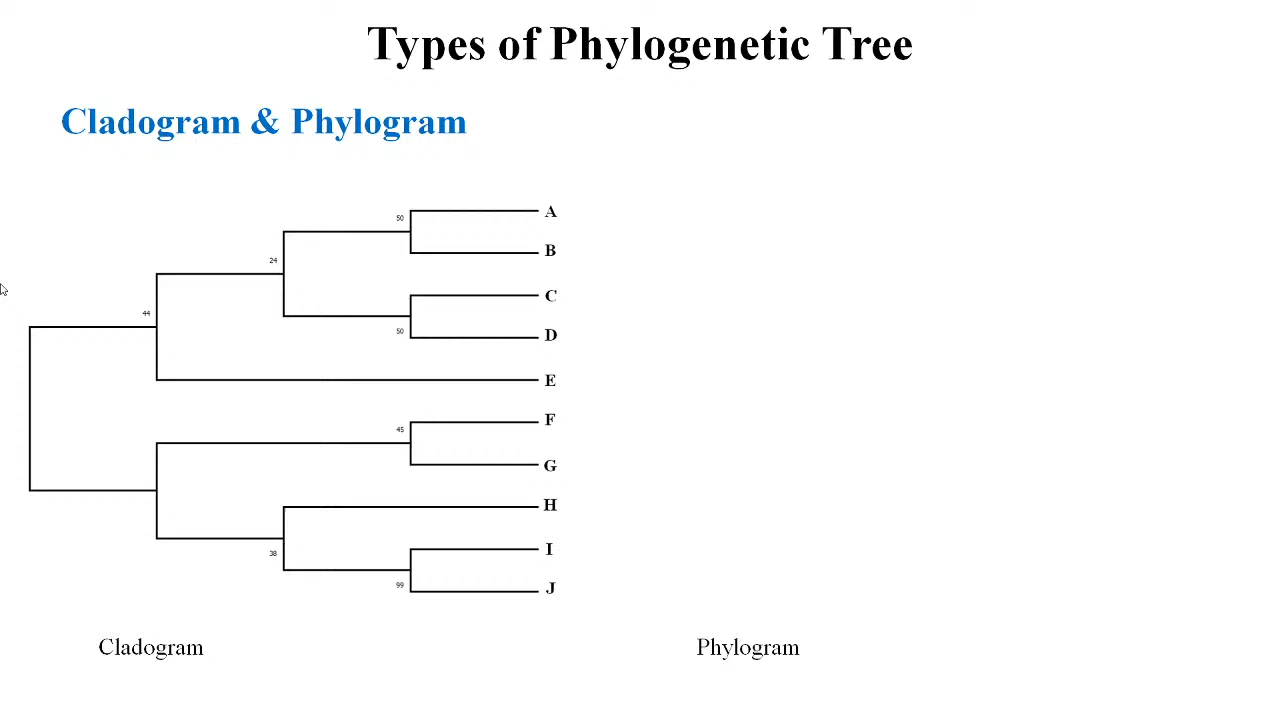 Types of Phylogenetic Tree
Cladogram & Phylogram
50
A
B
24
C
44
50
D
E
F
45
G
H
I
38
99
J
Cladogram
Phylogram